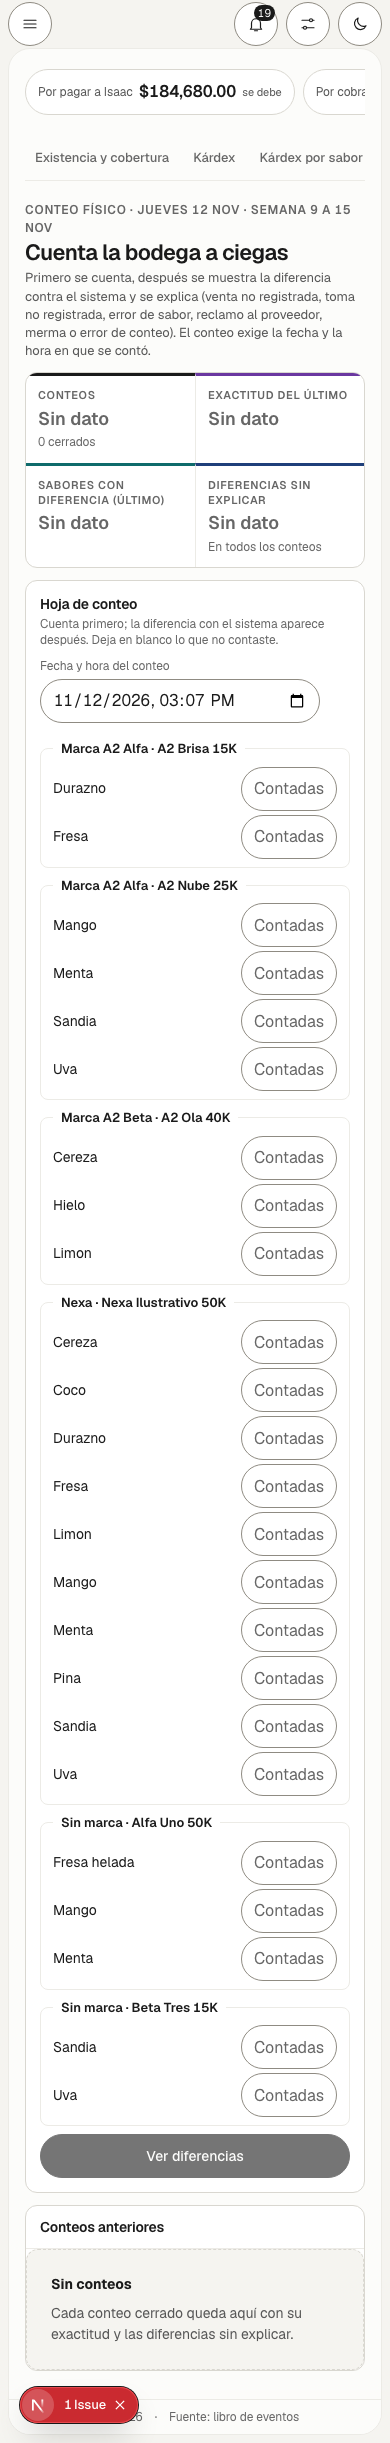 19
Por pagar a Isaac $184,680.00 se debe
Por cobra
Existencia y cobertura Kárdex Kárdex por sabor
CONTEO FÍSICO · JUEVES 12 NOV · SEMANA 9 A 15
NOV
Cuenta la bodega a ciegas
Primero se cuenta, después se muestra la diferencia
contra el sistema y se explica (venta no registrada, toma
no registrada, error de sabor, reclamo al proveedor,
merma o error de conteo). El conteo exige la fecha y la
hora en que se contó.
CONTEOS
Sin dato
0 cerrados
EXACTITUD DEL ÚLTIMO
Sin dato
SABORES CON
DIFERENCIA (ÚLTIMO)
Sin dato
DIFERENCIAS SIN
EXPLICAR
Sin dato
En todos los conteos
Hoja de conteo
Cuenta primero; la diferencia con el sistema aparece
después. Deja en blanco lo que no contaste.
Fecha y hora del conteo
11/12/2026, 03:07 PM
Marca A2 Alfa · A2 Brisa 15K
Durazno Contadas
Fresa Contadas
Marca A2 Alfa · A2 Nube 25K
Mango Contadas
Menta Contadas
Sandia Contadas
Uva Contadas
Marca A2 Beta · A2 Ola 40K
Cereza Contadas
Hielo Contadas
Limon Contadas
Nexa · Nexa Ilustrativo 50K
Cereza Contadas
Coco Contadas
Durazno Contadas
Fresa Contadas
Limon Contadas
Mango Contadas
Menta Contadas
Pina Contadas
Sandia Contadas
Uva Contadas
Sin marca · Alfa Uno 50K
Fresa helada Contadas
Mango Contadas
Menta Contadas
Sin marca · Beta Tres 15K
Sandia Contadas
Uva Contadas
Ver diferencias
Conteos anteriores
Sin conteos
Cada conteo cerrado queda aquí con su
exactitud y las diferencias sin explicar.
N 1 Issue
26 · Fuente: libro de eventos